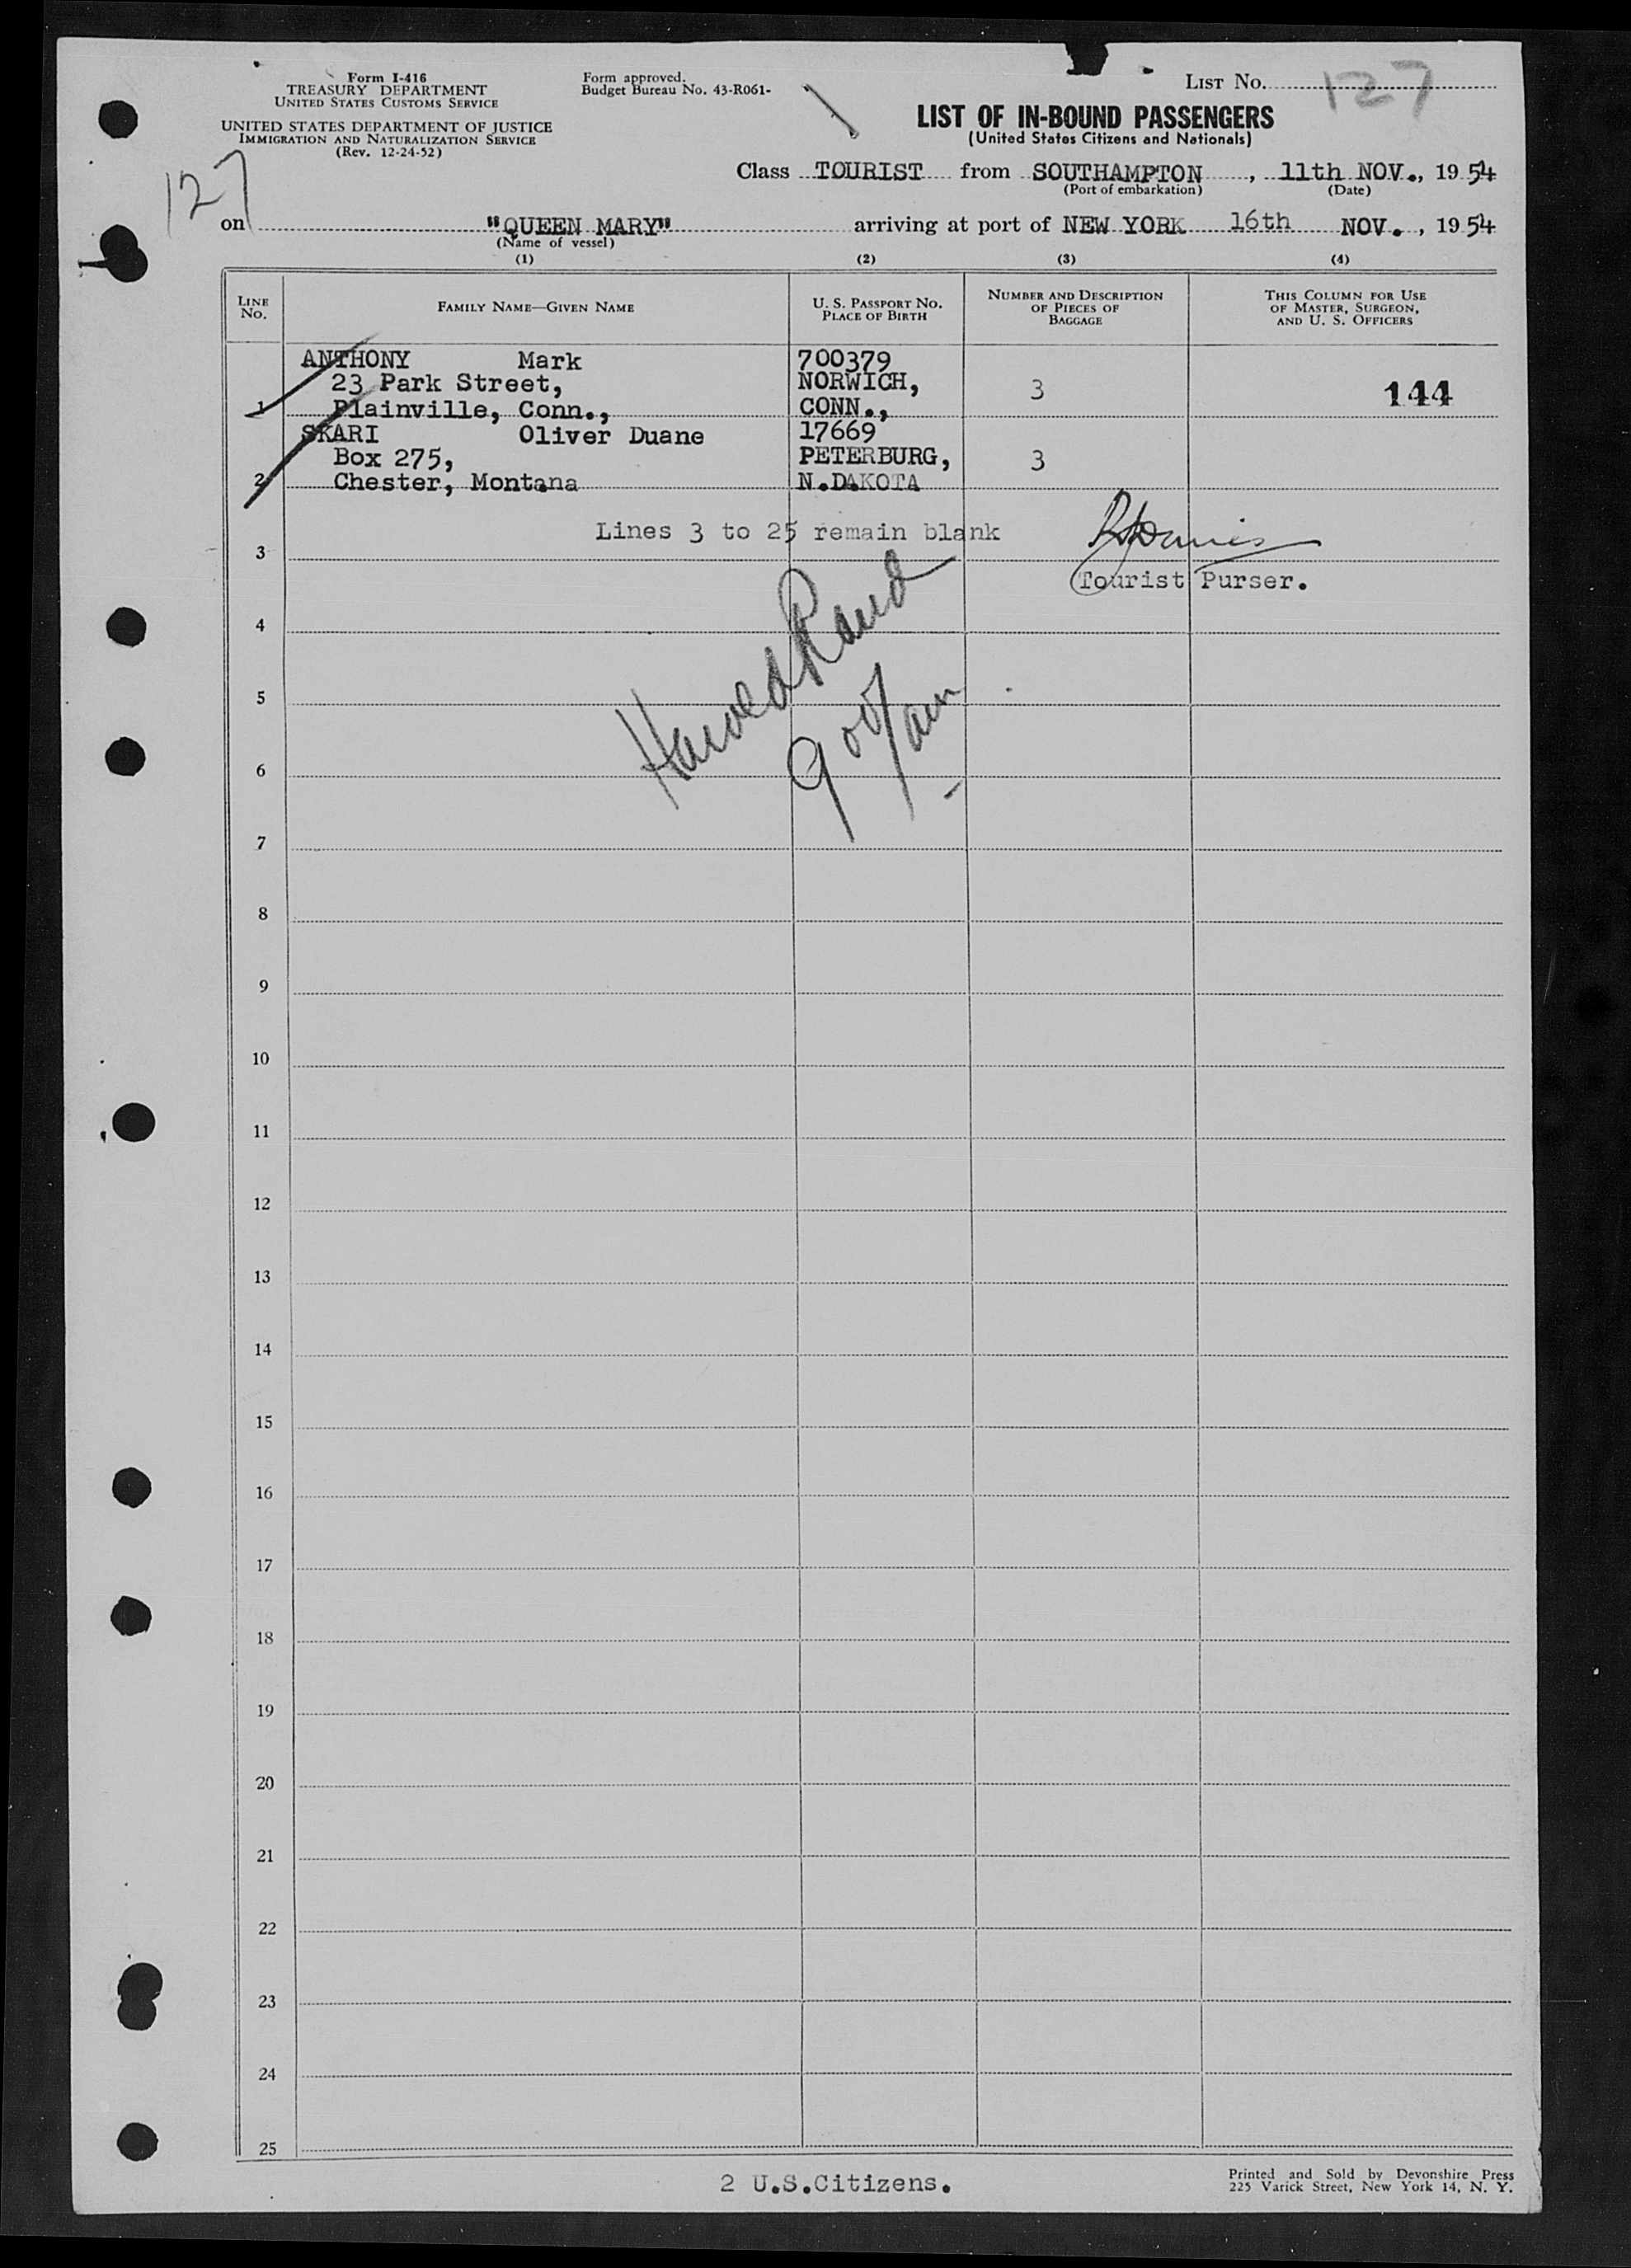 Form I-416
TREASURY DEPARTMENT
UNITED STATES CUSTOMS SERVICE
UNITED STATES DEPARTMENT OF JUSTICE
IMMIGRATION AND NATURALIZATION SERVICE
(Rev. 12-24-52)
Form approved.
Budget Bureau No. 43-R061-
LIST No. 127
LIST OF IN-BOUND PASSENGERS
(United States Citizens and Nationals)
127
Class TOURIST from SOUTHAMPTON, 11th NOV., 1954
(Port of embarkation) (Date)
on "QUEEN MARY" arriving at port of NEW YORK 16th NOV., 1954
(Name of vessel)
(1) (2) (3) (4)
LINE No. FAMILY NAME—GIVEN NAME U. S. PASSPORT NO. PLACE OF BIRTH NUMBER AND DESCRIPTION OF PIECES OF BAGGAGE THIS COLUMN FOR USE OF MASTER, SURGEON, AND U. S. OFFICERS
ANTHONY Mark 700379
23 Park Street, NORWICH, 3 144
1 Plainville, Conn., CONN.,
SKARI Oliver Duane 17669
Box 275, PETERBURG, 3
2 Chester, Montana N.DAKOTA
Lines 3 to 25 remain blank
3
Tourist Purser.
4
5
6
7
8
9
10
11
12
13
14
15
16
17
18
19
20
21
22
23
24
25
2 U.S.Citizens.
Printed and Sold by Devonshire Press
225 Varick Street, New York 14, N. Y.